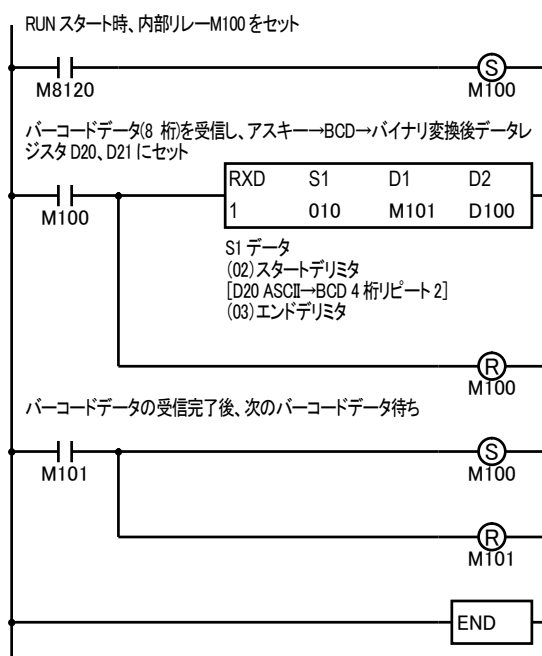 RUN スタート時、内部リレーM100 をセット
S
M8120
M100
バーコードデータ(8 桁)を受信し、アスキー→BCD→バイナリ変換後データレ
ジスタ D20、D21 にセット
RXD S1 D1 D2
1 010 M101 D100
M100
S1 データ
(02)スタートデリミタ
[D20 ASCII→BCD 4 桁リピート 2]
(03)エンドデリミタ
R
M100
バーコードデータの受信完了後、次のバーコードデータ待ち
S
M101
M100
R
M101
END